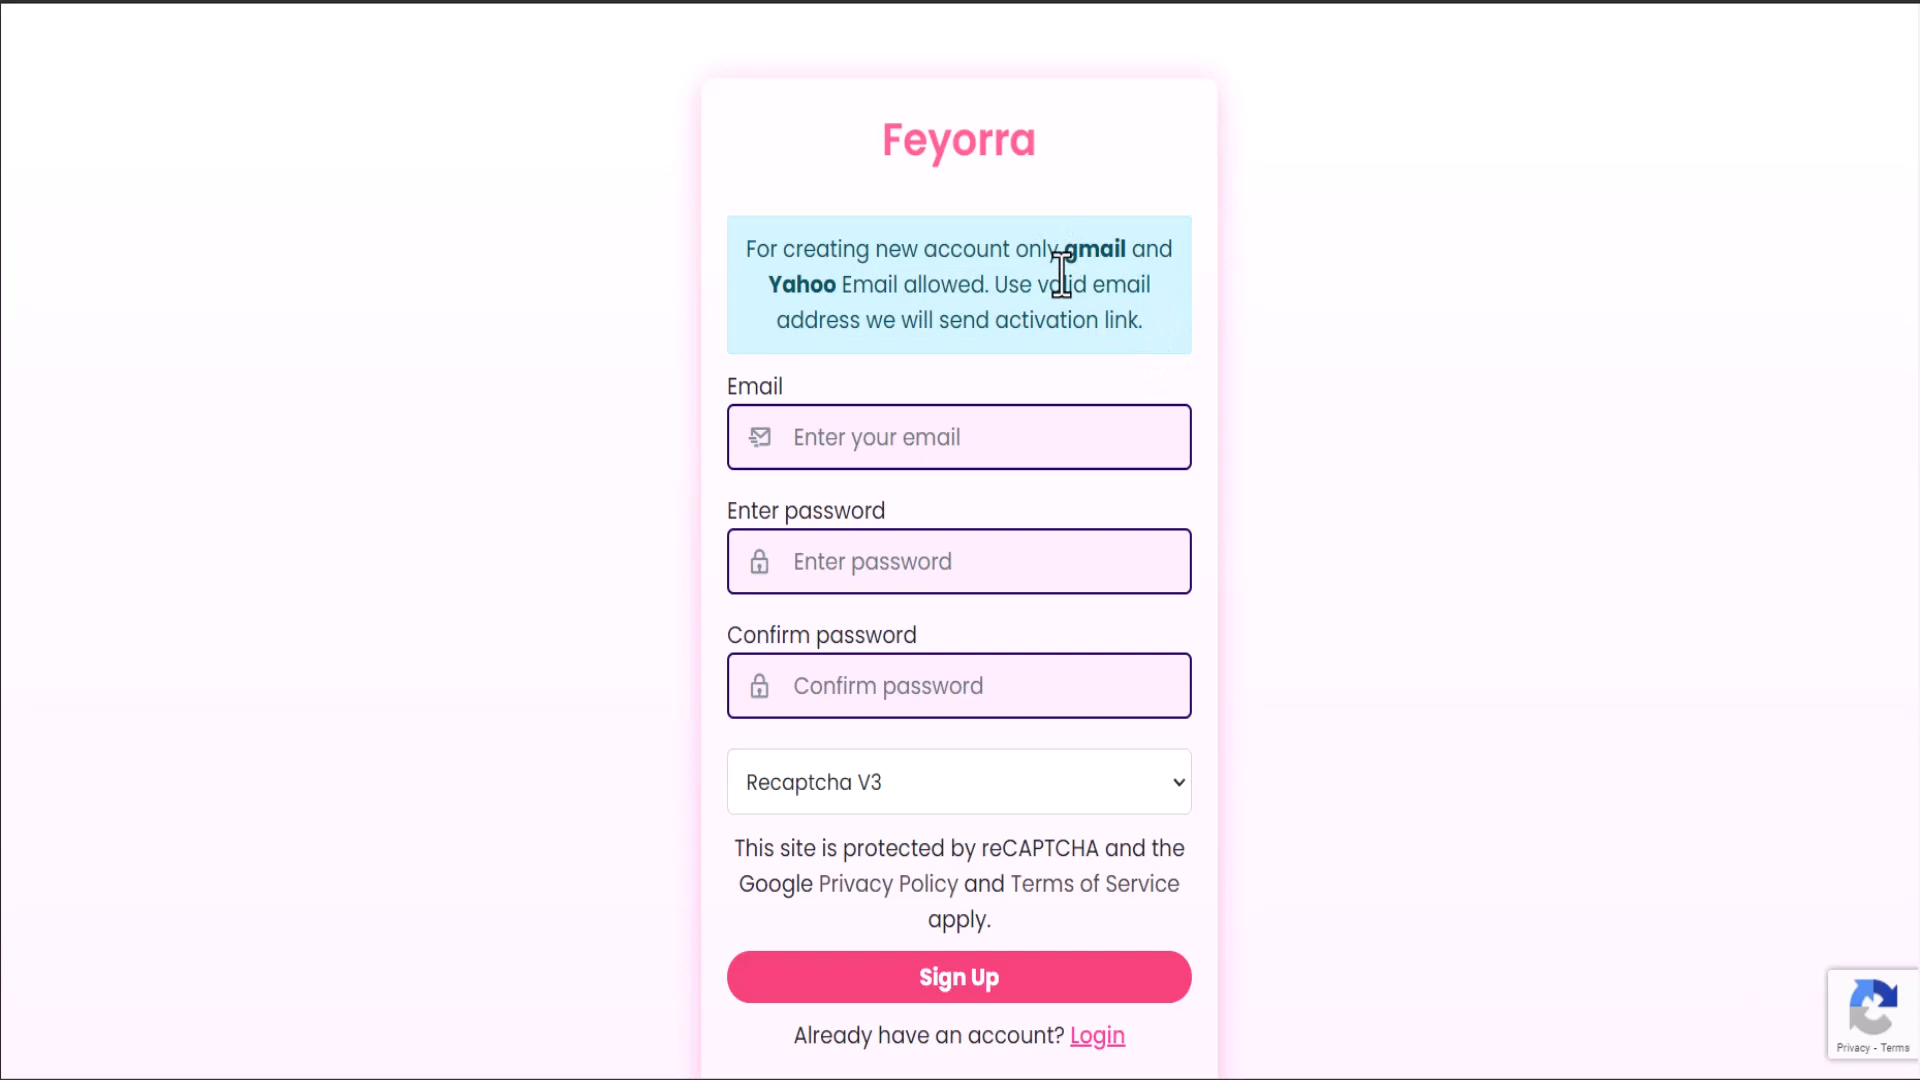 Feyorra
For creating new account only gmail and
Yahoo Email allowed. Use valid email
address we will send activation link.
Email
Enter your email
Enter password
Enter password
Confirm password
Confirm password
Recaptcha V3
This site is protected by reCAPTCHA and the
Google Privacy Policy and Terms of Service
apply.
Sign Up
Already have an account? Login
Privacy - Terms